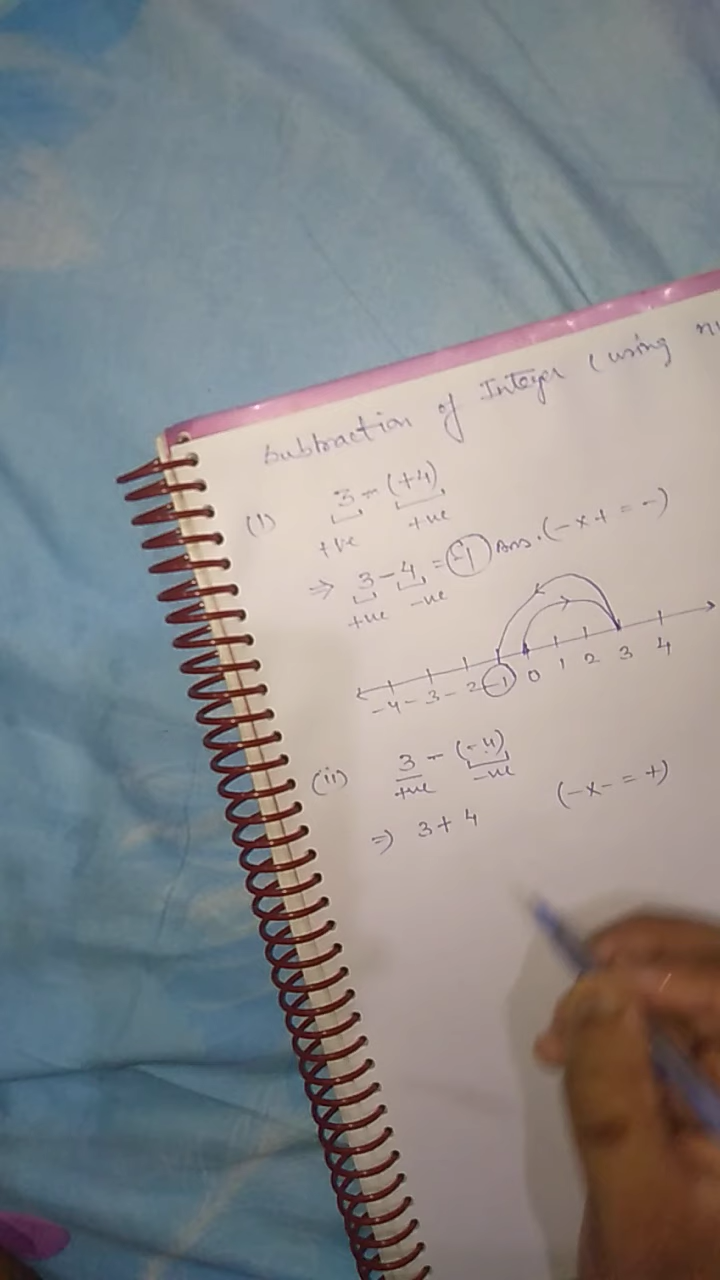 Subtraction of Integer (using
(i) 3 - (+4)
+ve +ve
⇒ 3 - 4 = -1 Ans. (- x + = -)
+ve -ve
-4 -3 -2 -1 0 1 2 3 4
(ii) 3 - (-4)
+ve -ve
⇒ 3 + 4 (- x - = +)